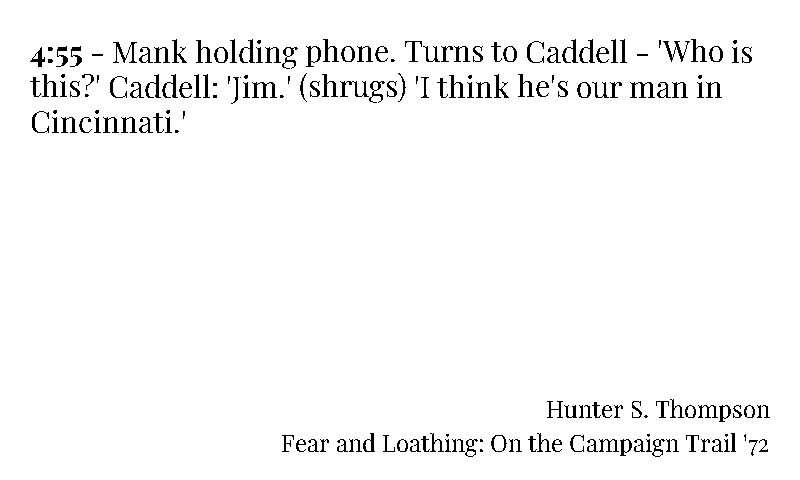 4:55 – Mank holding phone. Turns to Caddell – 'Who is
this?' Caddell: 'Jim.' (shrugs) 'I think he's our man in
Cincinnati.'
Hunter S. Thompson
Fear and Loathing: On the Campaign Trail '72